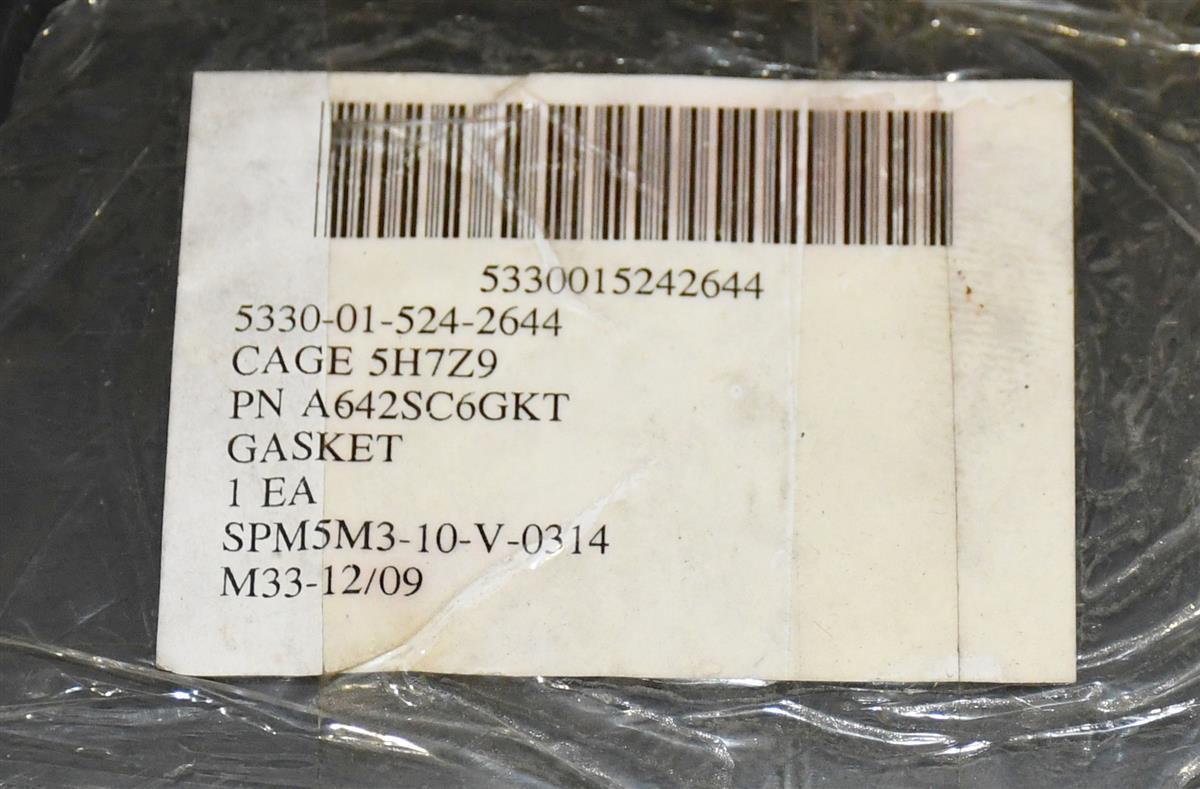 5330015242644
5330-01-524-2644
CAGE 5H7Z9
PN A642SC6GKT
GASKET
1 EA
SPM5M3-10-V-0314
M33-12/09